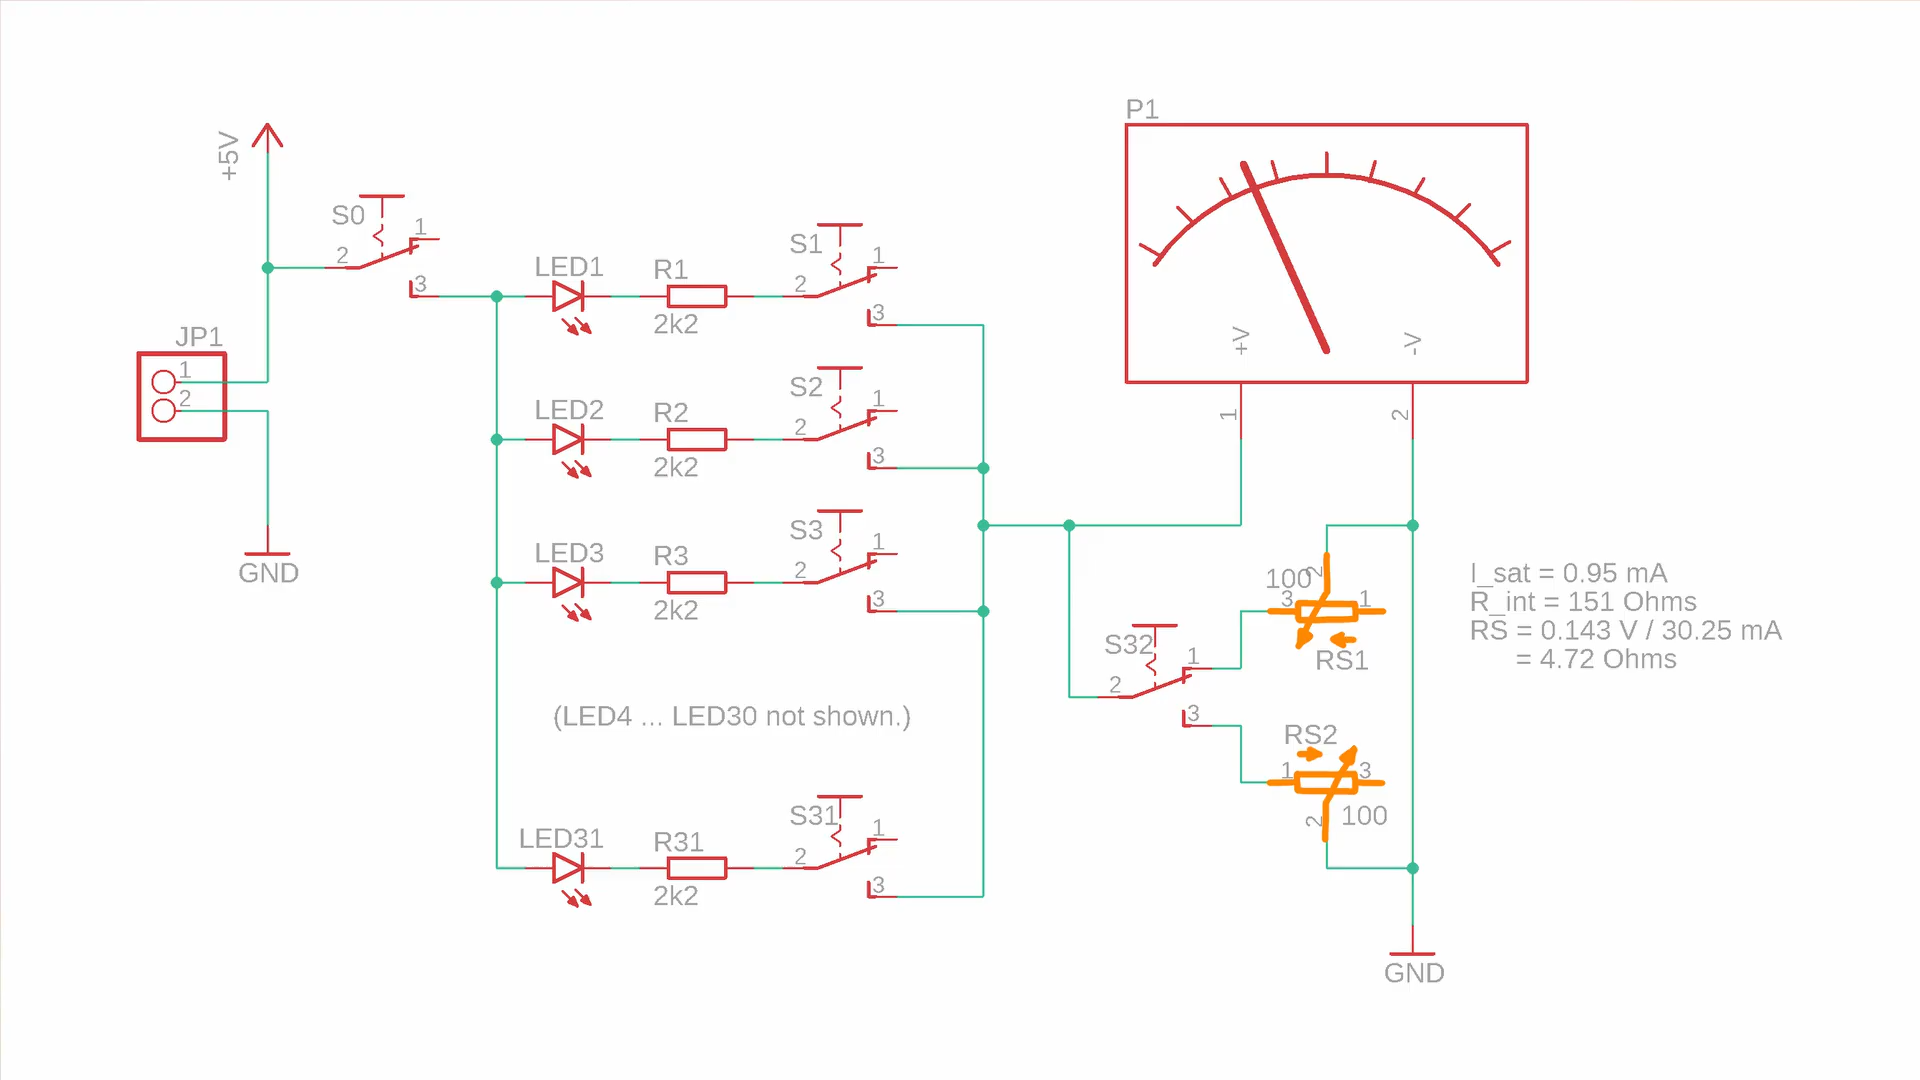 P1
+5V
S0
1
2
3
JP1
1
2
GND
LED1
R1
2k2
S1
1
2
3
LED2
R2
2k2
S2
1
2
3
LED3
R3
2k2
S3
1
2
3
(LED4 ... LED30 not shown.)
LED31
R31
2k2
S31
1
2
3
+V
-V
1
2
S32
1
2
3
100
2
3
1
RS1
RS2
1
3
2
100
GND
I_sat = 0.95 mA
R_int = 151 Ohms
RS = 0.143 V / 30.25 mA
= 4.72 Ohms